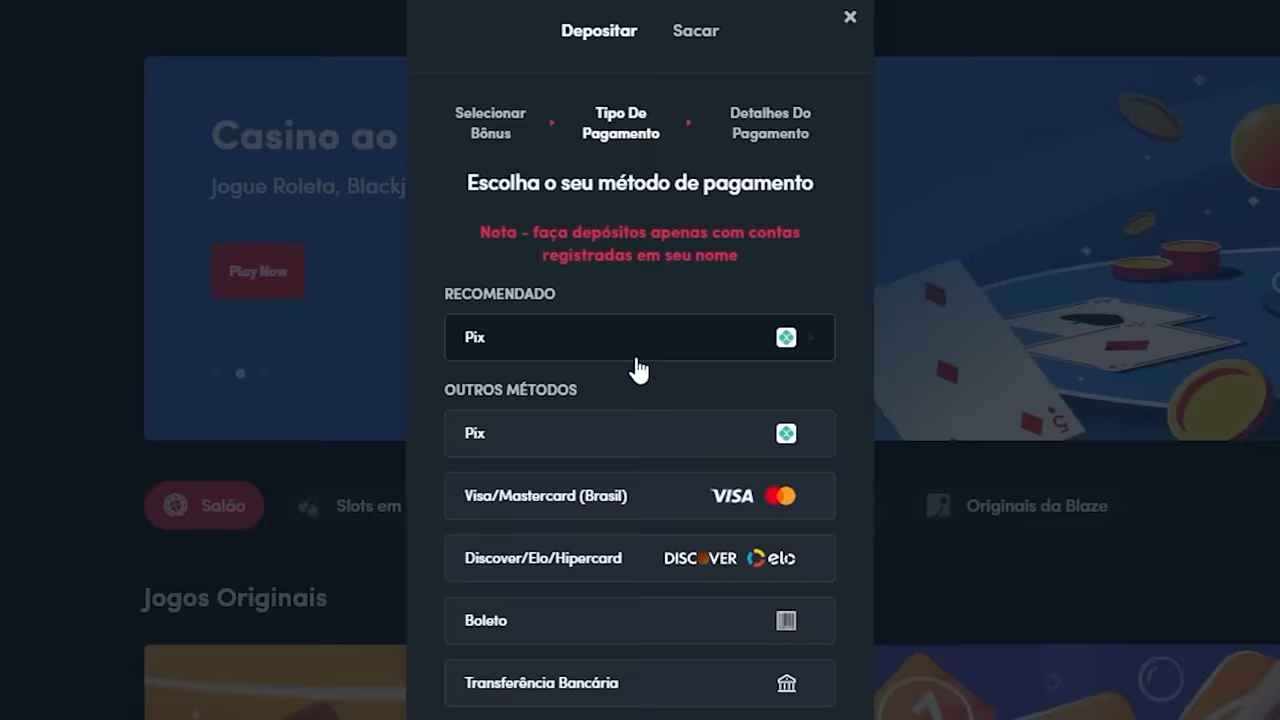 Depositar Sacar
Selecionar Bônus
Tipo De Pagamento
Detalhes Do Pagamento
Escolha o seu método de pagamento
Nota - faça depósitos apenas com contas
registradas em seu nome
RECOMENDADO
Pix
OUTROS MÉTODOS
Pix
Visa/Mastercard (Brasil) VISA
Discover/Elo/Hipercard DISCOVER elo
Boleto
Transferência Bancária
Casino ao
Jogue Roleta, Blackj
Play Now
5
Salão Slots em Originais da Blaze
Jogos Originais
1